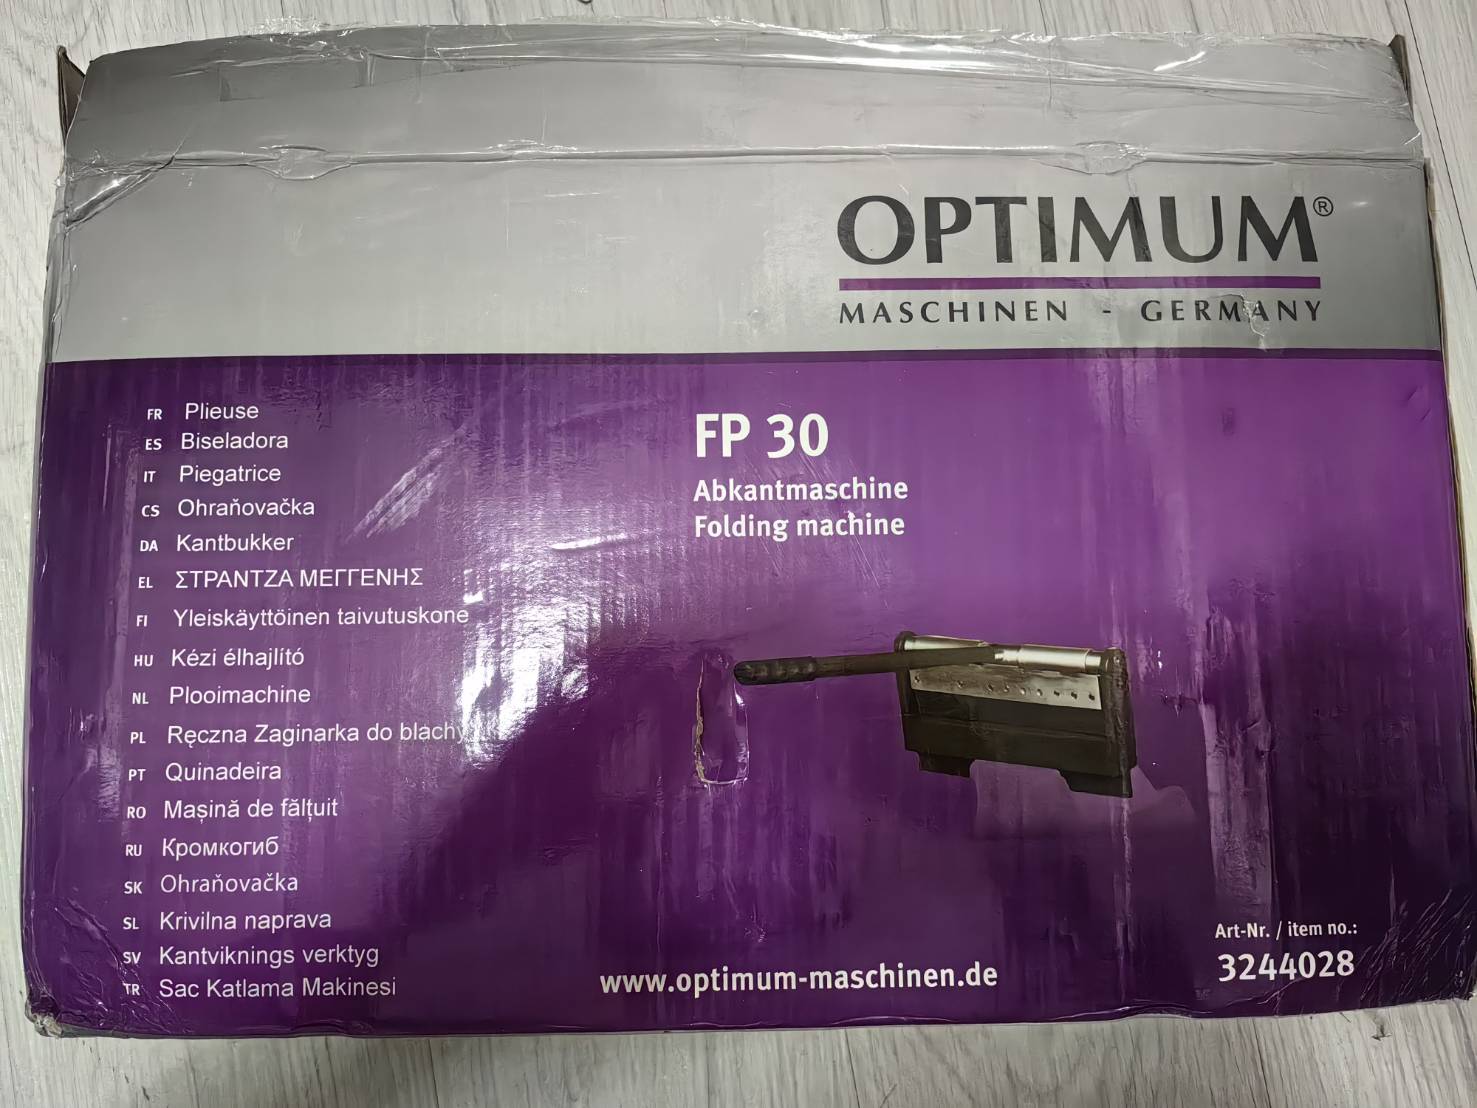 OPTIMUM®
MASCHINEN - GERMANY
FP 30
Abkantmaschine
Folding machine
FR Plieuse
ES Biseladora
IT Piegatrice
CS Ohraňovačka
DA Kantbukker
EL ΣΤΡΑΝΤΖΑ ΜΕΓΓΕΝΗΣ
FI Yleiskäyttöinen taivutuskone
HU Kézi élhajlító
NL Plooimachine
PL Ręczna Zaginarka do blachy
PT Quinadeira
RO Mașină de fălțuit
RU Кромкогиб
SK Ohraňovačka
SL Krivilna naprava
SV Kantviknings verktyg
TR Sac Katlama Makinesi
www.optimum-maschinen.de
Art-Nr. / item no.:
3244028